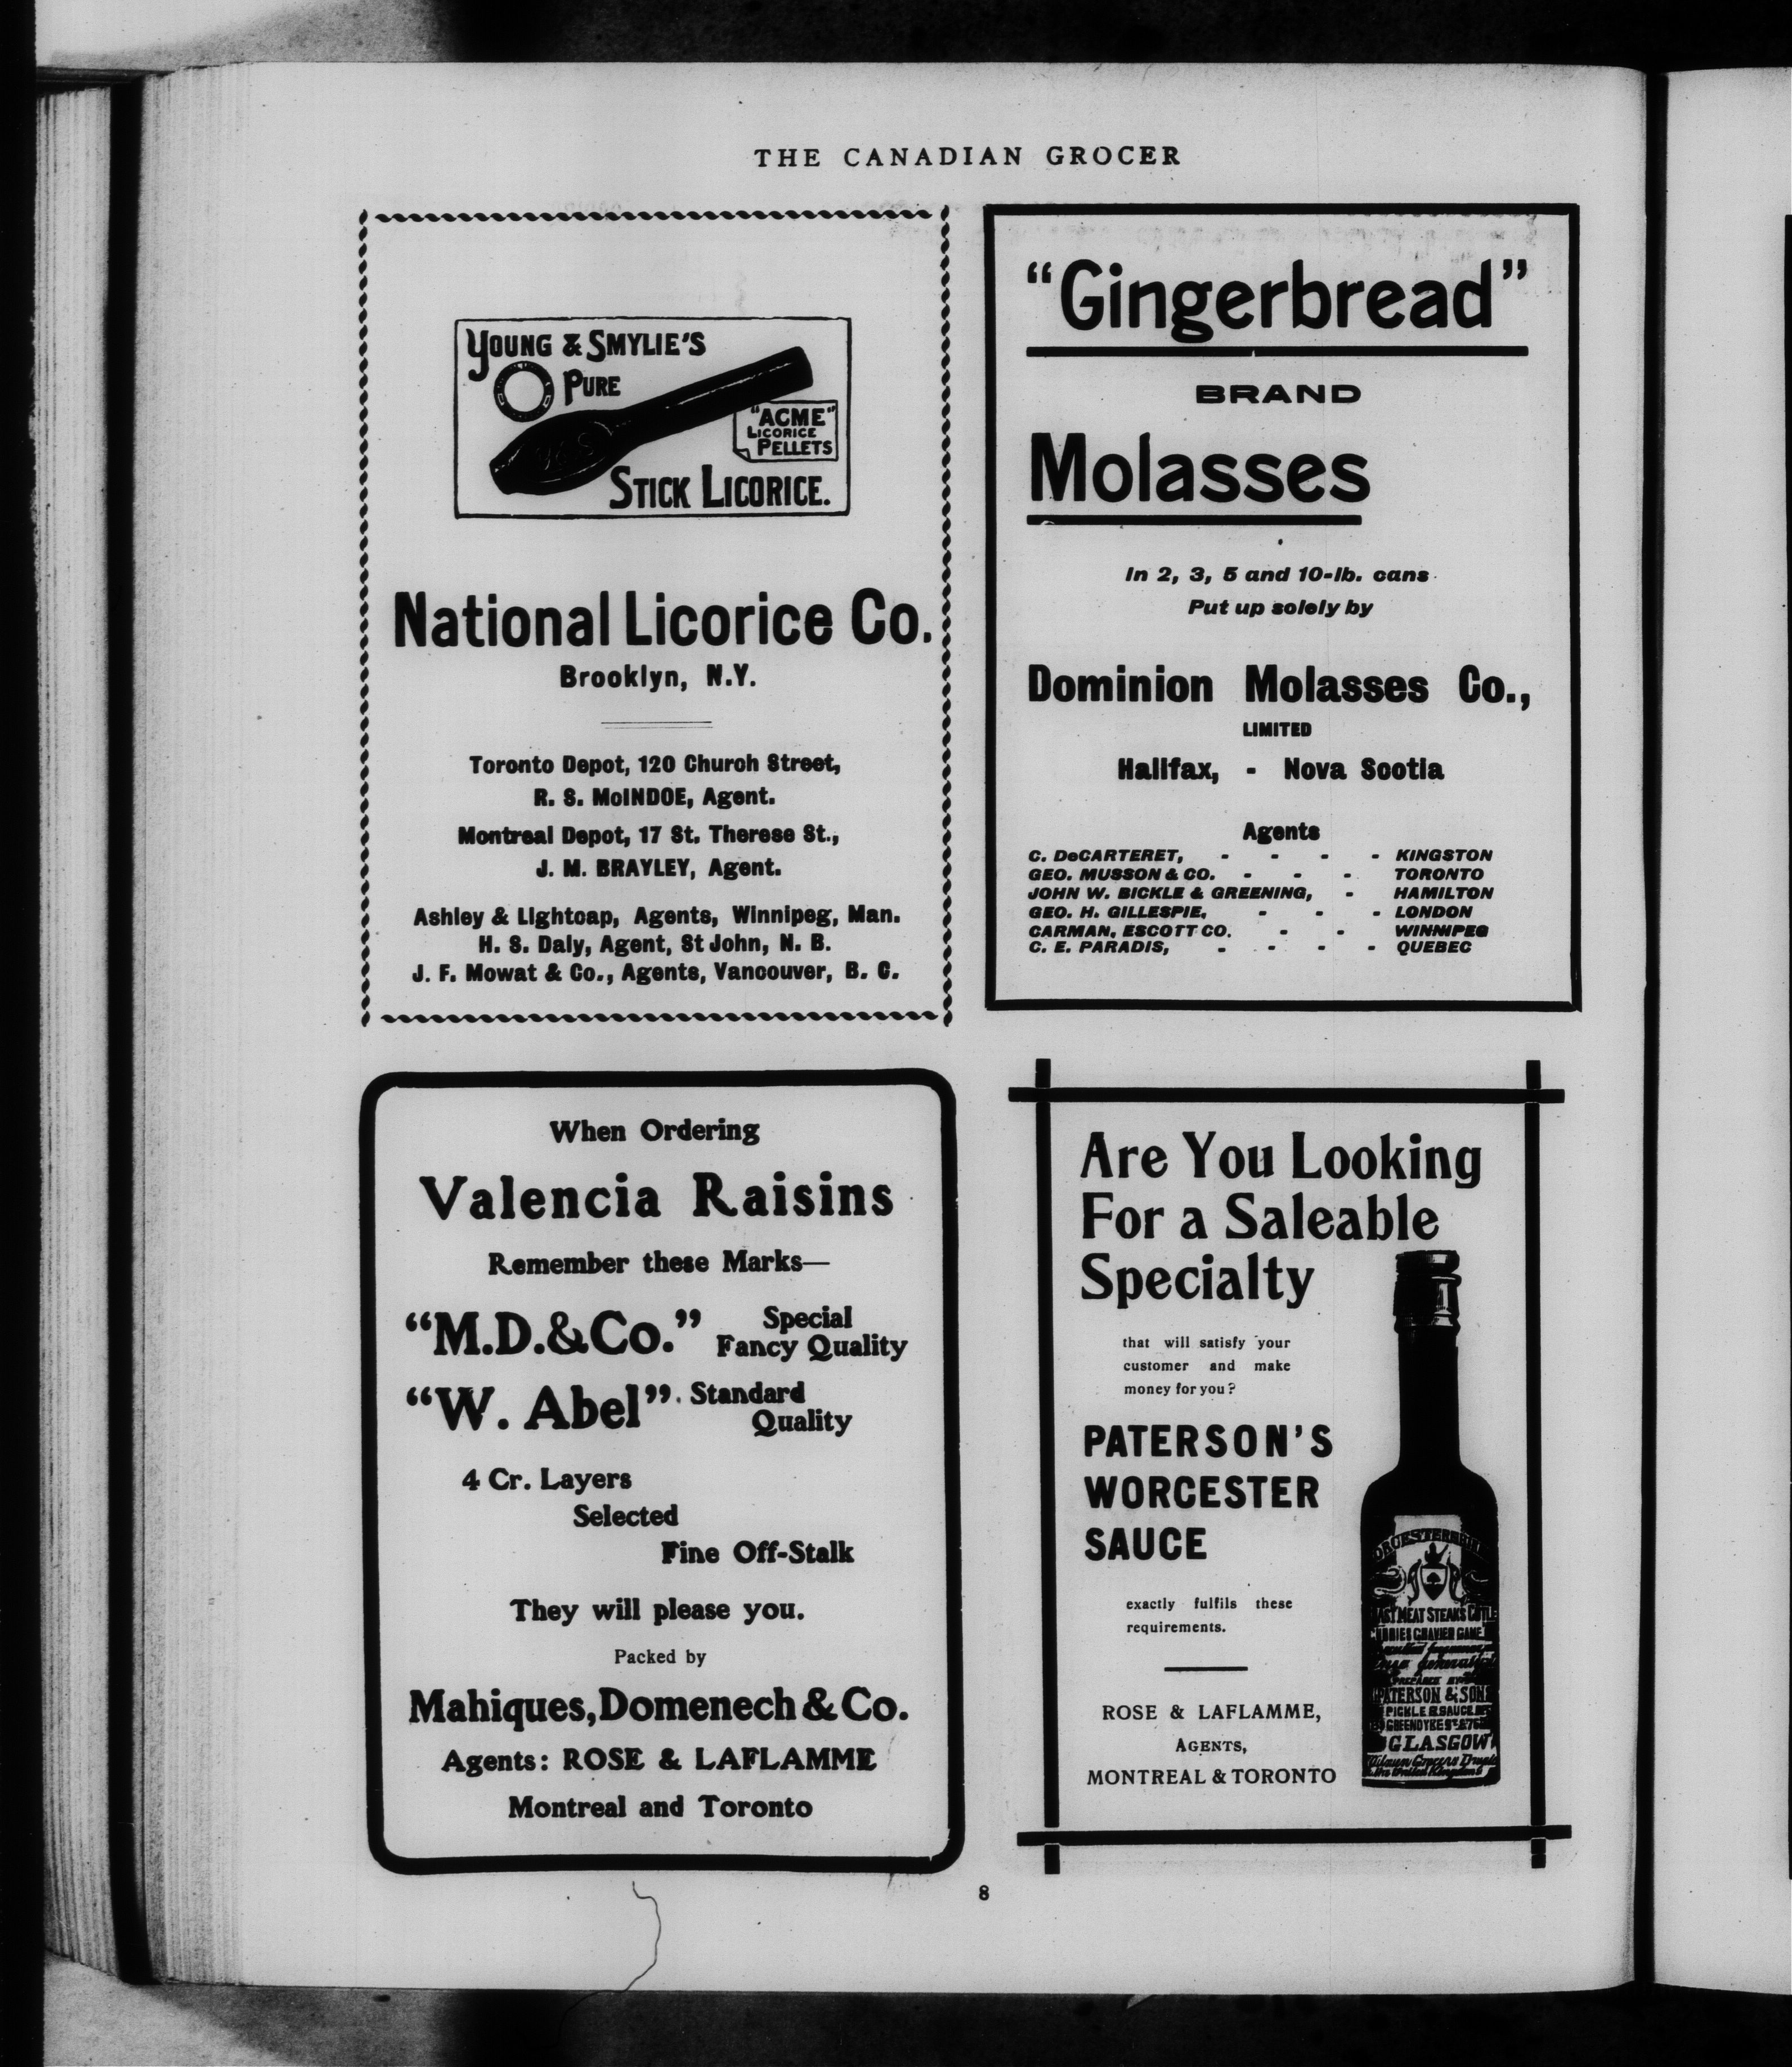 THE CANADIAN GROCER
YOUNG & SMYLIE'S
PURE
"ACME"
LICORICE
PELLETS
Y&S
STICK LICORICE.
National Licorice Co.
Brooklyn, N.Y.
Toronto Depot, 120 Church Street,
R. S. McINDOE, Agent.
Montreal Depot, 17 St. Therese St.,
J. M. BRAYLEY, Agent.
Ashley & Lightcap, Agents, Winnipeg, Man.
H. S. Daly, Agent, St John, N. B.
J. F. Mowat & Co., Agents, Vancouver, B. C.
"Gingerbread"
BRAND
Molasses
In 2, 3, 5 and 10-lb. cans
Put up solely by
Dominion Molasses Co.,
LIMITED
Halifax, - Nova Scotia
Agents
C. DeCARTERET, - - - - KINGSTON
GEO. MUSSON & CO. - - - TORONTO
JOHN W. BICKLE & GREENING, - HAMILTON
GEO. H. GILLESPIE, - - - LONDON
CARMAN, ESCOTT CO. - - WINNIPEG
C. E. PARADIS, - - - - QUEBEC
When Ordering
Valencia Raisins
Remember these Marks—
"M.D.&Co." Special
Fancy Quality
"W. Abel" Standard
Quality
4 Cr. Layers
Selected
Fine Off-Stalk
They will please you.
Packed by
Mahiques, Domenech & Co.
Agents: ROSE & LAFLAMME
Montreal and Toronto
Are You Looking
For a Saleable
Specialty
that will satisfy your
customer and make
money for you?
PATERSON'S
WORCESTER
SAUCE
exactly fulfils these
requirements.
ROSE & LAFLAMME,
AGENTS,
MONTREAL & TORONTO
MEAT STEAKS
GAME
PATERSON & SONS
PICKLE & SAUCE
GLASGOW
8